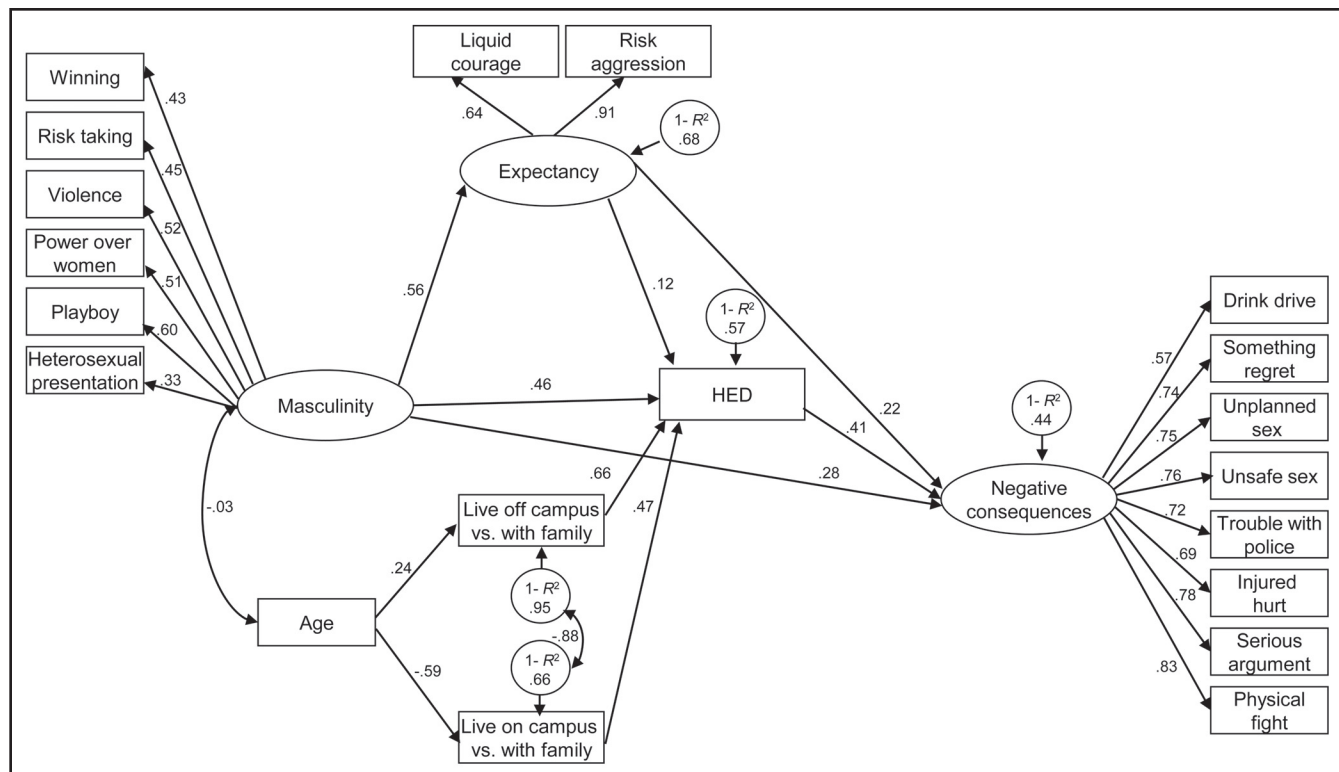 Liquid
courage
Risk
aggression
Winning
.43
.64
.91
1- R²
.68
Risk taking
.45
Expectancy
Violence
.52
Power over
women
.51
.56
.12
1- R²
.57
Playboy
.60
Heterosexual
presentation
.33
Masculinity
.46
HED
.22
.41
.28
1- R²
.44
Negative
consequences
Drink drive
.57
Something
regret
.74
Unplanned
sex
.75
Unsafe sex
.76
Trouble with
police
.72
Injured
hurt
.69
Serious
argument
.78
Physical
fight
.83
-.03
.66
.47
Live off campus
vs. with family
.24
1- R²
.95
Age
-.88
-.59
1- R²
.66
Live on campus
vs. with family